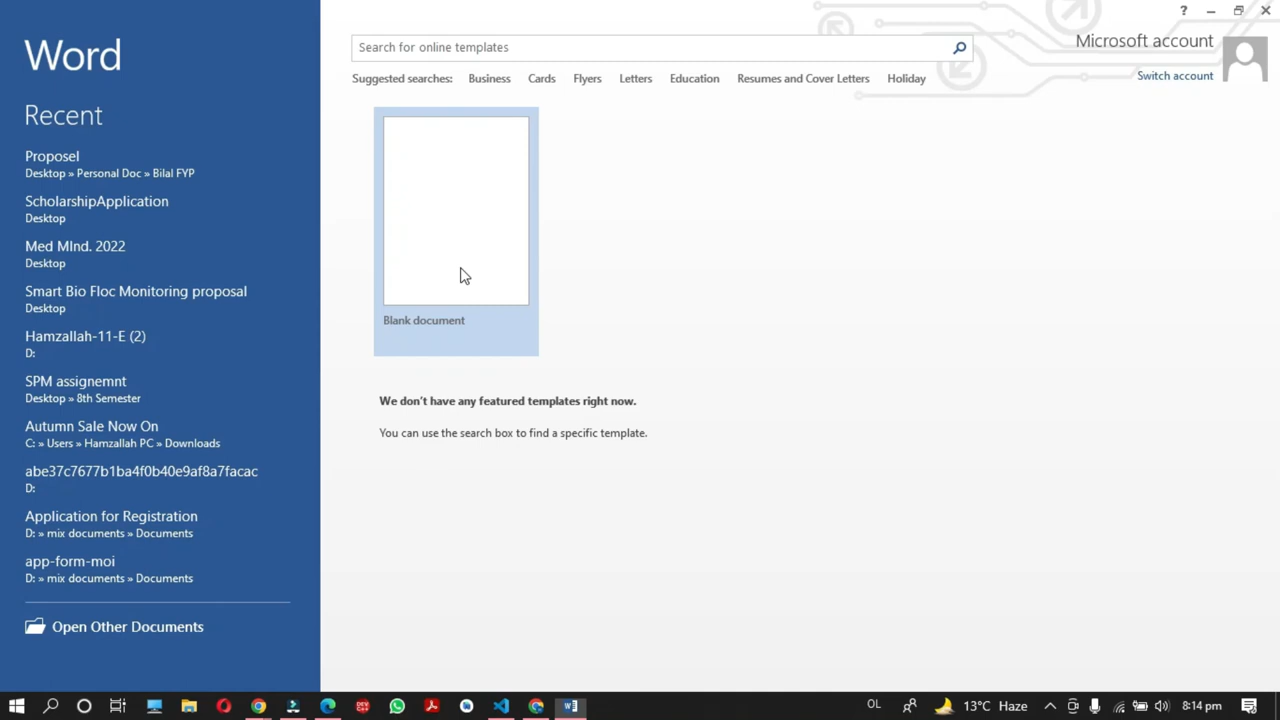 Word
Recent
Proposel
Desktop » Personal Doc » Bilal FYP
ScholarshipApplication
Desktop
Med MInd. 2022
Desktop
Smart Bio Floc Monitoring proposal
Desktop
Hamzallah-11-E (2)
D:
SPM assignemnt
Desktop » 8th Semester
Autumn Sale Now On
C: » Users » Hamzallah PC » Downloads
abe37c7677b1ba4f0b40e9af8a7facac
D:
Application for Registration
D: » mix documents » Documents
app-form-moi
D: » mix documents » Documents
Open Other Documents
Search for online templates
Suggested searches: Business Cards Flyers Letters Education Resumes and Cover Letters Holiday
Microsoft account
Switch account
Blank document
We don't have any featured templates right now.
You can use the search box to find a specific template.
OL 13°C Haze 8:14 pm